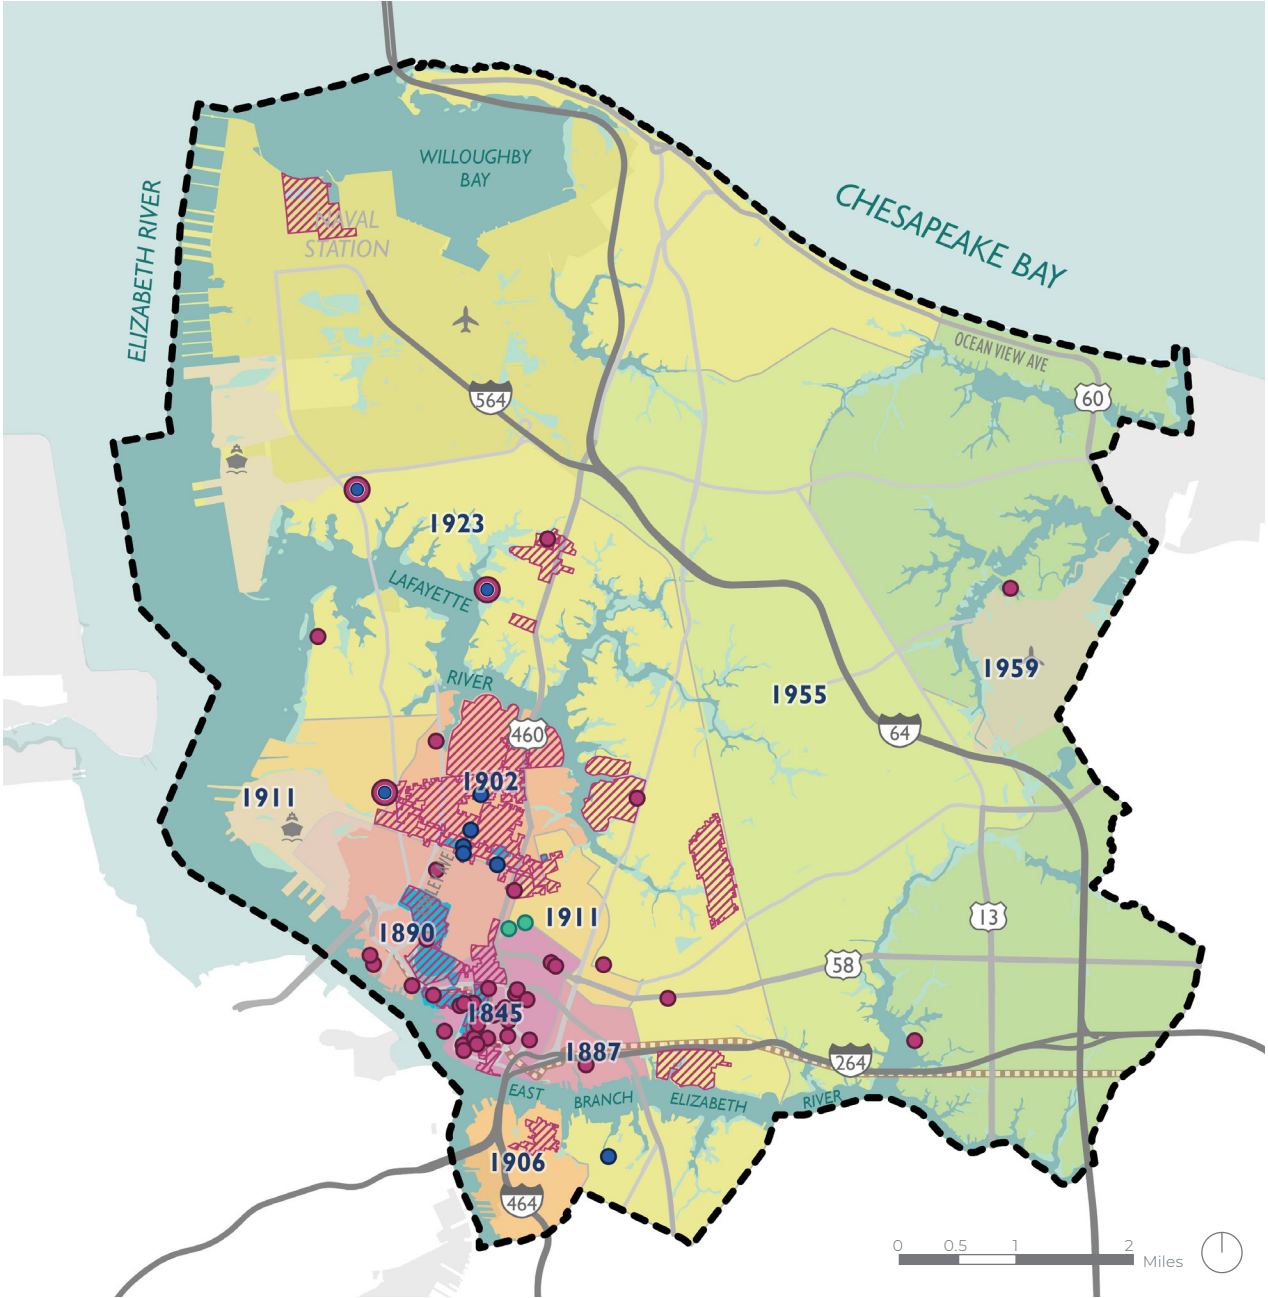 WILLOUGHBY
BAY
CHESAPEAKE BAY
ELIZABETH RIVER
NAVAL
STATION
OCEAN VIEW AVE
60
564
1923
LAFAYETTE
RIVER
1959
1955
460
64
1902
1911
1911
1890
13
58
1845
1887
264
EAST
BRANCH
ELIZABETH
RIVER
1906
464
0
0.5
1
2
Miles